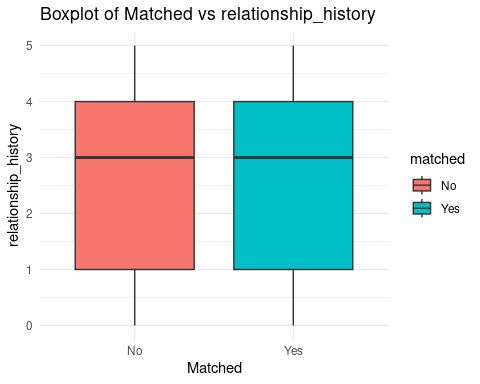 Boxplot of Matched vs relationship_history
5
4
3
2
1
0
relationship_history
No
Yes
Matched
matched
No
Yes